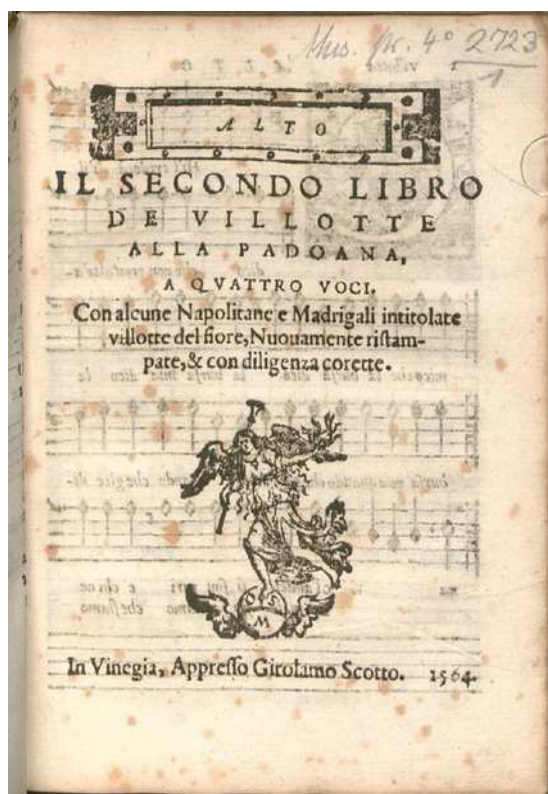 Mus. pr. 4° 2723
1
ALTO
IL SECONDO LIBRO
DE VILLOTTE
ALLA PADOANA,
A QVATTRO VOCI.
Con alcune Napolitane e Madrigali intitolate
villotte del fiore, Nuouamente ristam-
pate, & con diligenza corette.
O S
M
In Vinegia, Appresso Girolamo Scotto. 1564.